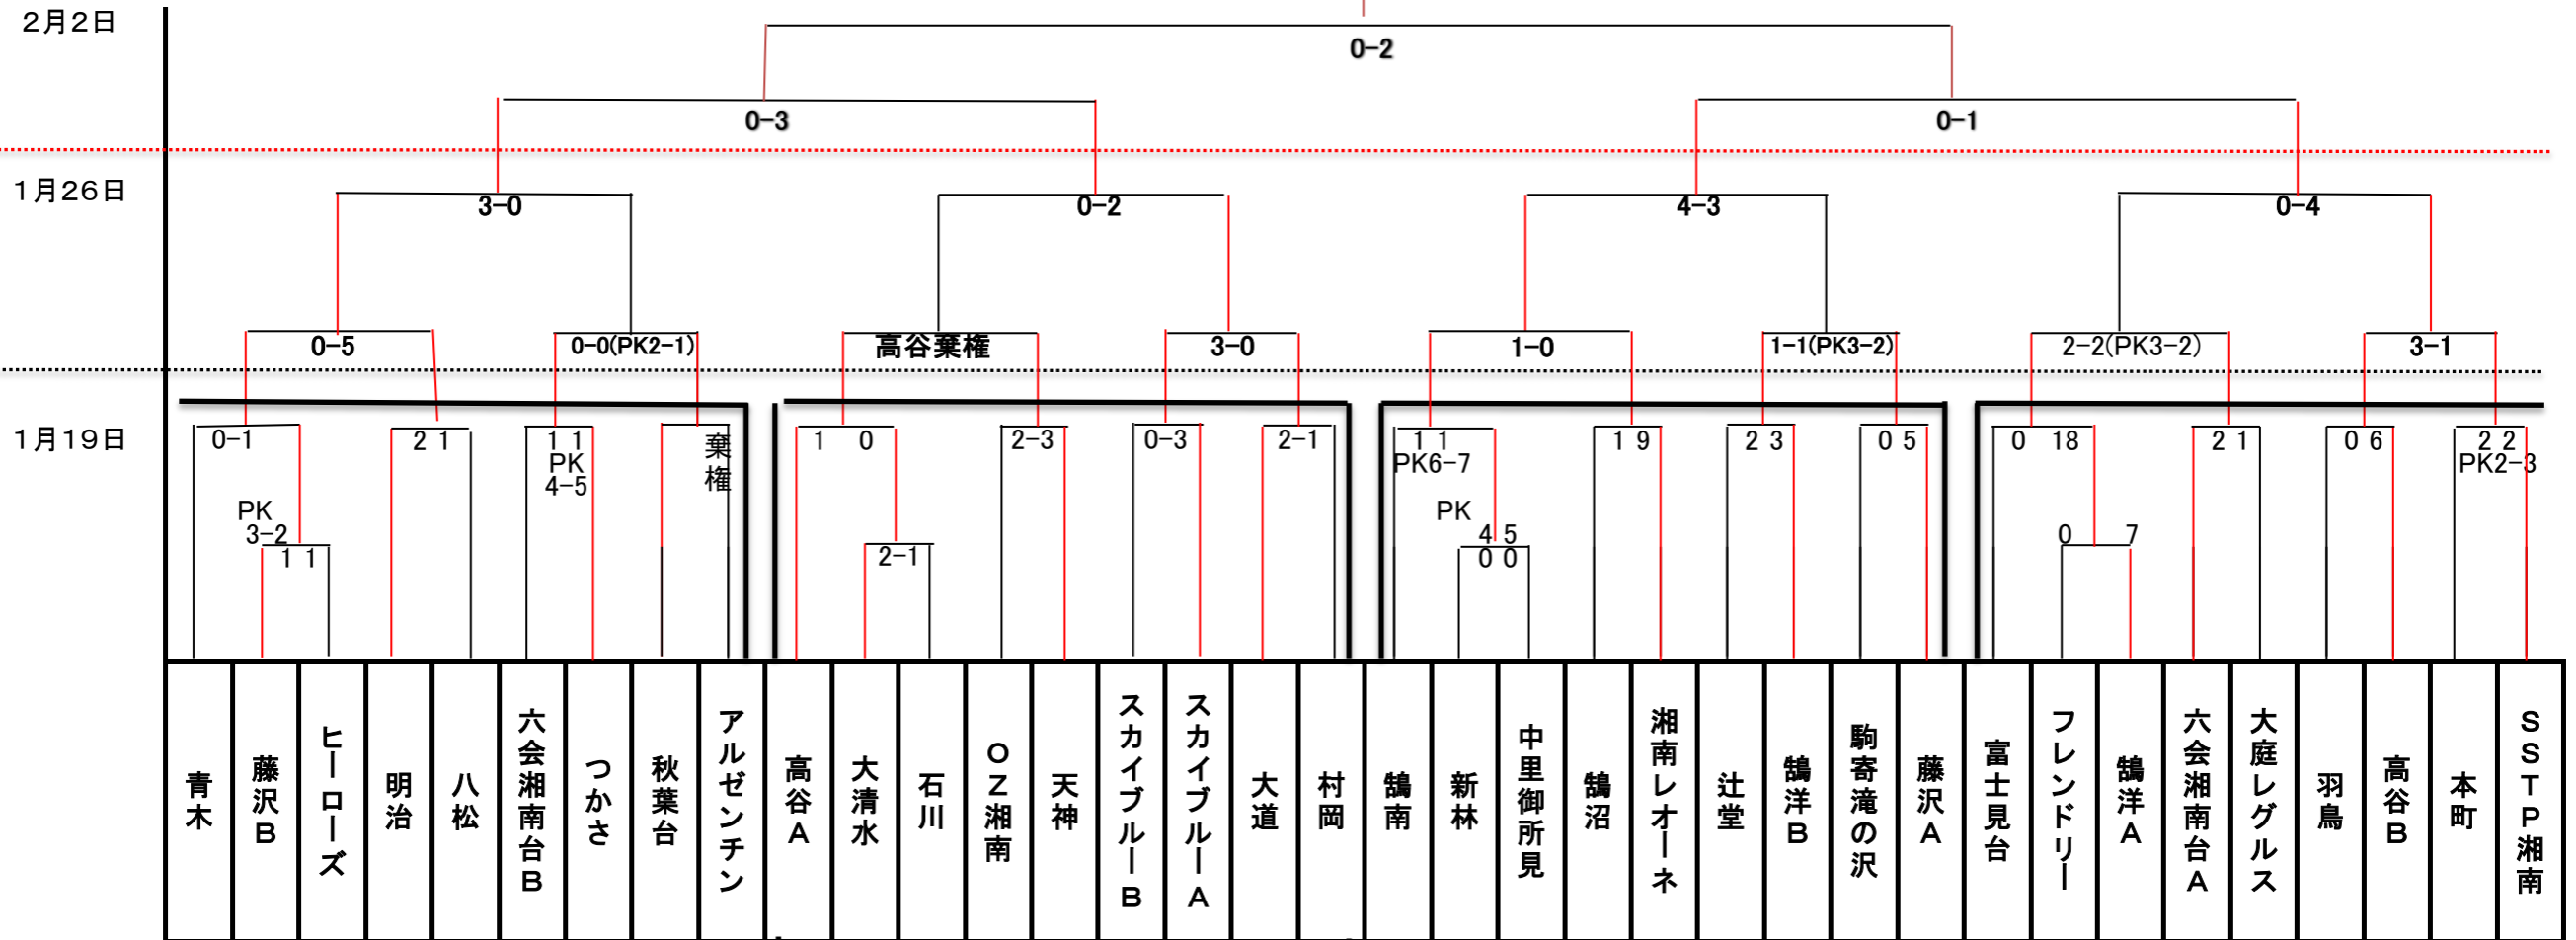 2月2日
0-2
0-3
0-1
1月26日
3-0
0-2
4-3
0-4
0-5
0-0(PK2-1)
高谷棄権
3-0
1-0
1-1(PK3-2)
2-2(PK3-2)
3-1
1月19日
0-1
2 1
1 1
PK
4-5
棄権
1 0
2-3
0-3
2-1
1 1
PK6-7
1 9
2 3
0 5
0 18
2 1
0 6
2 2
PK2-3
PK
3-2
1 1
2-1
PK
4 5
0 0
0 7
青木
藤沢B
ヒーローズ
明治
八松
六会湘南台B
つかさ
秋葉台
アルゼンチン
高谷A
大清水
石川
OZ湘南
天神
スカイブルーB
スカイブルーA
大道
村岡
鵠南
新林
中里御所見
鵠沼
湘南レオーネ
辻堂
鵠洋B
駒寄滝の沢
藤沢A
富士見台
フレンドリー
鵠洋A
六会湘南台A
大庭レグルス
羽鳥
高谷B
本町
SSTP湘南